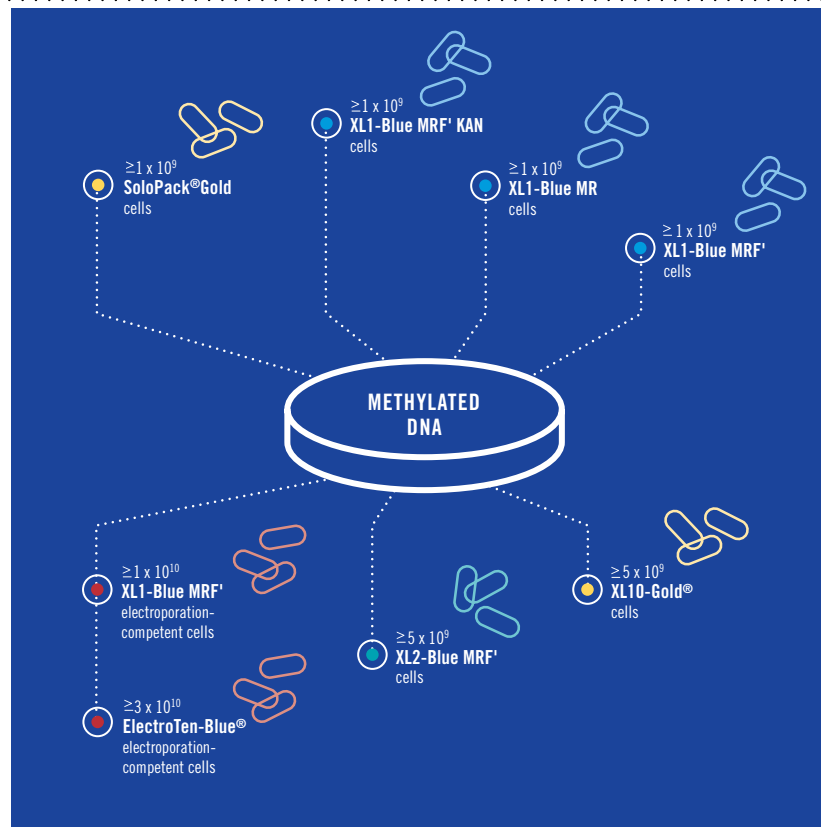 ≥1 x 10⁹
XL1-Blue MRF' KAN
cells
≥1 x 10⁹
SoloPack®Gold
cells
≥1 x 10⁹
XL1-Blue MR
cells
≥ 1 x 10⁹
XL1-Blue MRF'
cells
METHYLATED
DNA
≥1 x 10¹⁰
XL1-Blue MRF'
electroporation-
competent cells
≥5 x 10⁹
XL10-Gold®
cells
≥5 x 10⁹
XL2-Blue MRF'
cells
≥3 x 10¹⁰
ElectroTen-Blue®
electroporation-
competent cells